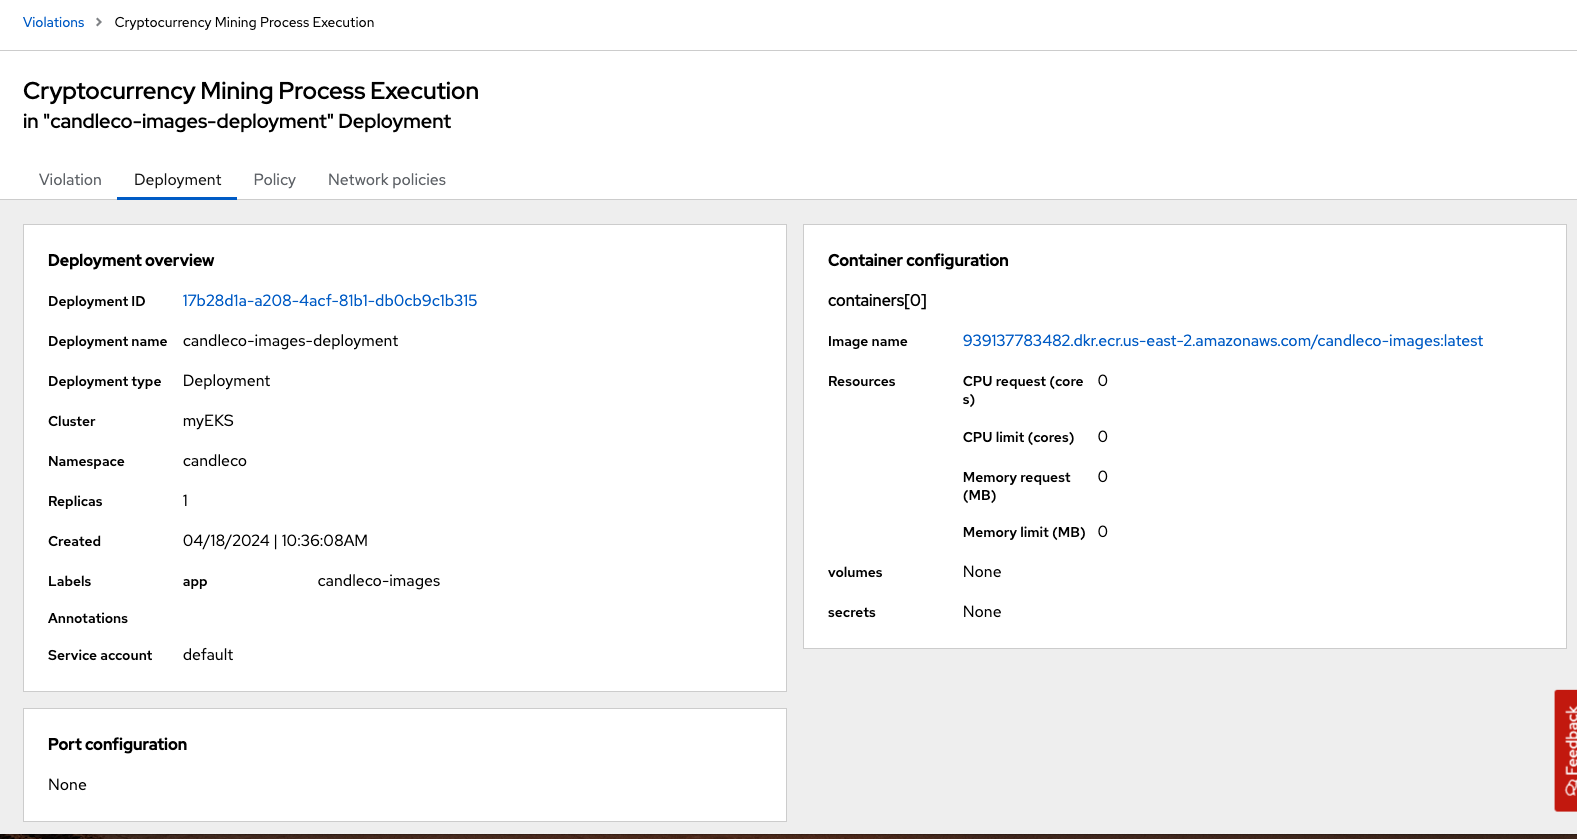 Violations > Cryptocurrency Mining Process Execution
Cryptocurrency Mining Process Execution
in "candleco-images-deployment" Deployment
Violation Deployment Policy Network policies
Deployment overview
Deployment ID 17b28d1a-a208-4acf-81b1-db0cb9c1b315
Deployment name candleco-images-deployment
Deployment type Deployment
Cluster myEKS
Namespace candleco
Replicas 1
Created 04/18/2024 | 10:36:08AM
Labels app candleco-images
Annotations
Service account default
Port configuration
None
Container configuration
containers[0]
Image name 939137783482.dkr.ecr.us-east-2.amazonaws.com/candleco-images:latest
Resources CPU request (core 0
s)
CPU limit (cores) 0
Memory request 0
(MB)
Memory limit (MB) 0
volumes None
secrets None
Feedback